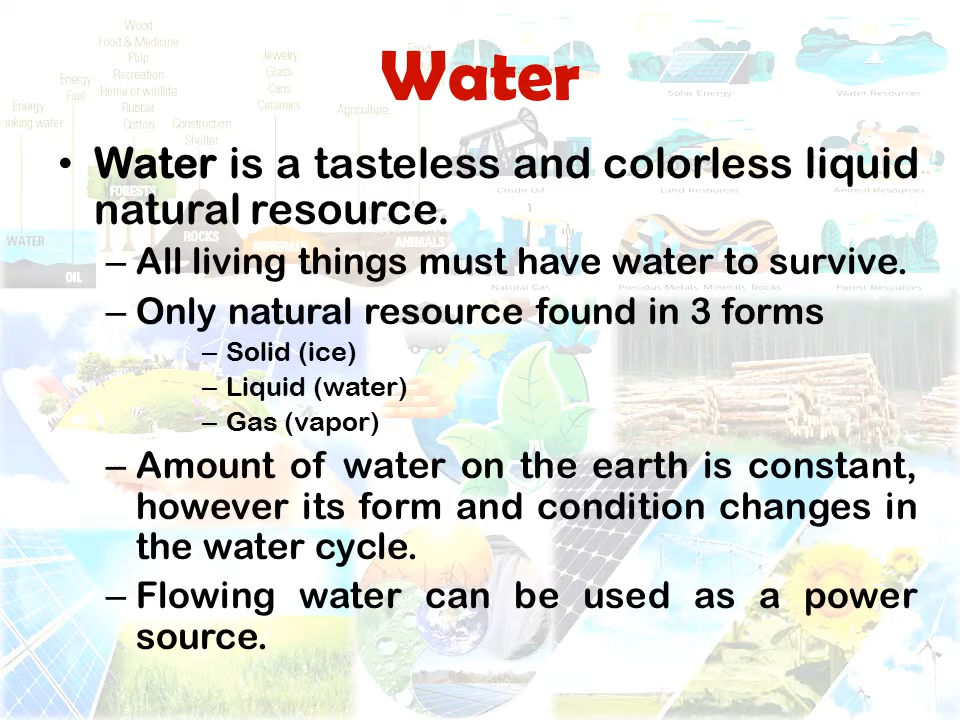 Wood
Food & Medicine
Pulp
Recreation
Home of wildlife
Rubber
Cotton
Energy
Fuel
Energy
Drinking water
Construction
Shelter
Jewelry
Glass
Cans
Ceramics
Agriculture
Food
Solar Energy
Water Resources
Water
• Water is a tasteless and colorless liquid
natural resource.
Crude Oil
Land Resources
Animal Resources
FORESTS
ROCKS
MINERALS
ANIMALS
WATER
OIL
– All living things must have water to survive.
Natural Gas
Precious Metals, Minerals, Rocks
Forest Resources
– Only natural resource found in 3 forms
– Solid (ice)
– Liquid (water)
– Gas (vapor)
– Amount of water on the earth is constant,
however its form and condition changes in
the water cycle.
– Flowing water can be used as a power
source.